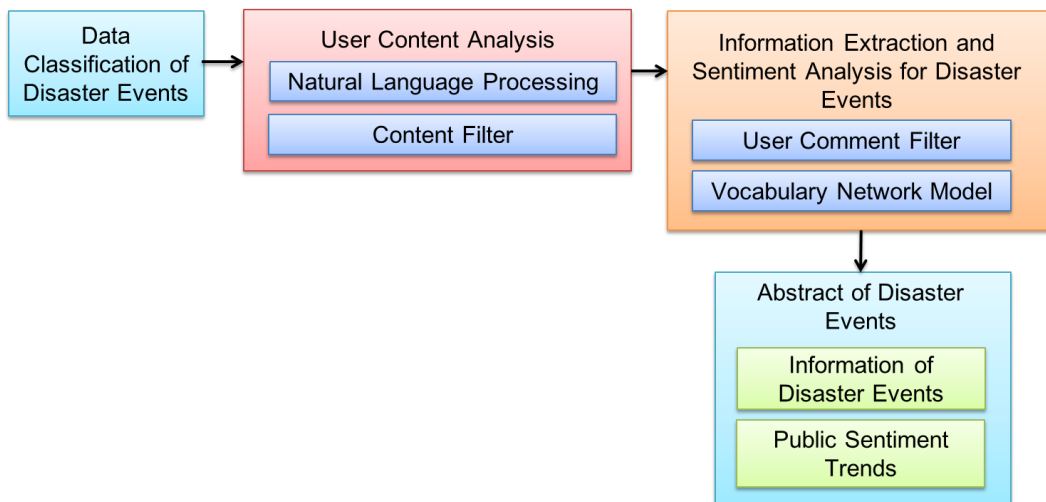 Data
Classification of
Disaster Events
User Content Analysis
Natural Language Processing
Content Filter
Information Extraction and
Sentiment Analysis for Disaster
Events
User Comment Filter
Vocabulary Network Model
Abstract of Disaster
Events
Information of
Disaster Events
Public Sentiment
Trends